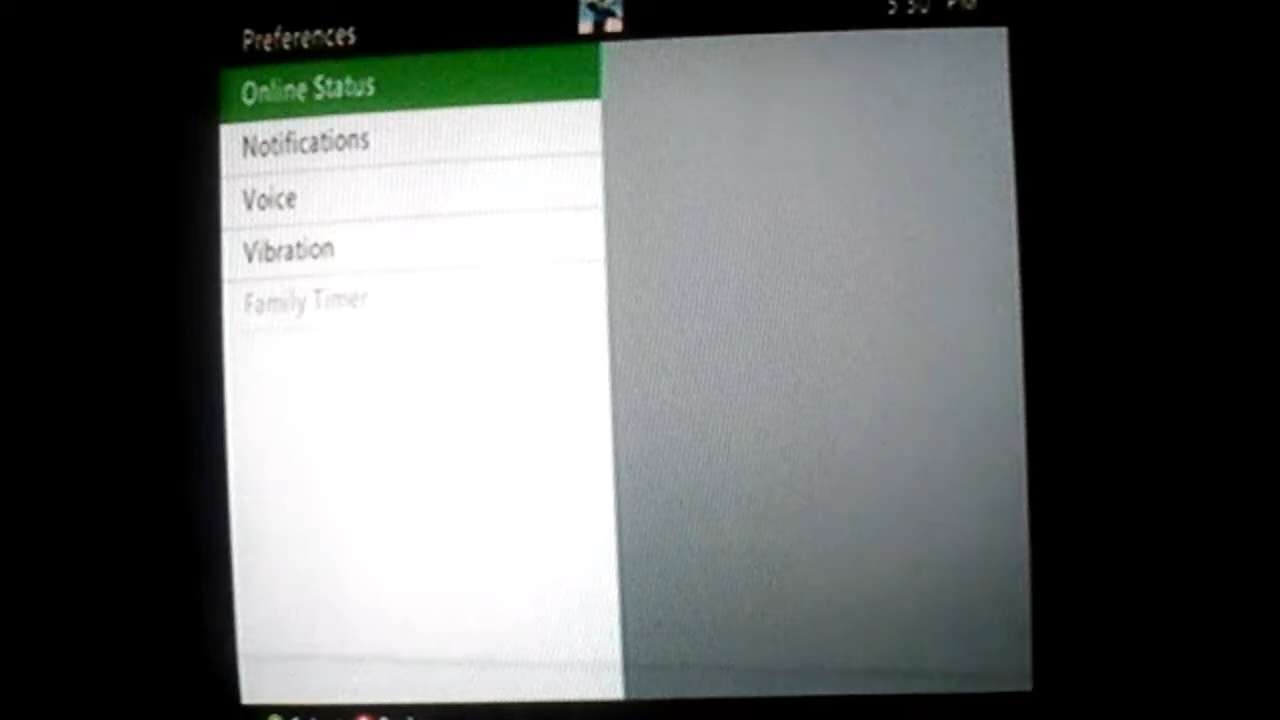 Preferences
Online Status
Notifications
Voice
Vibration
Family Timer